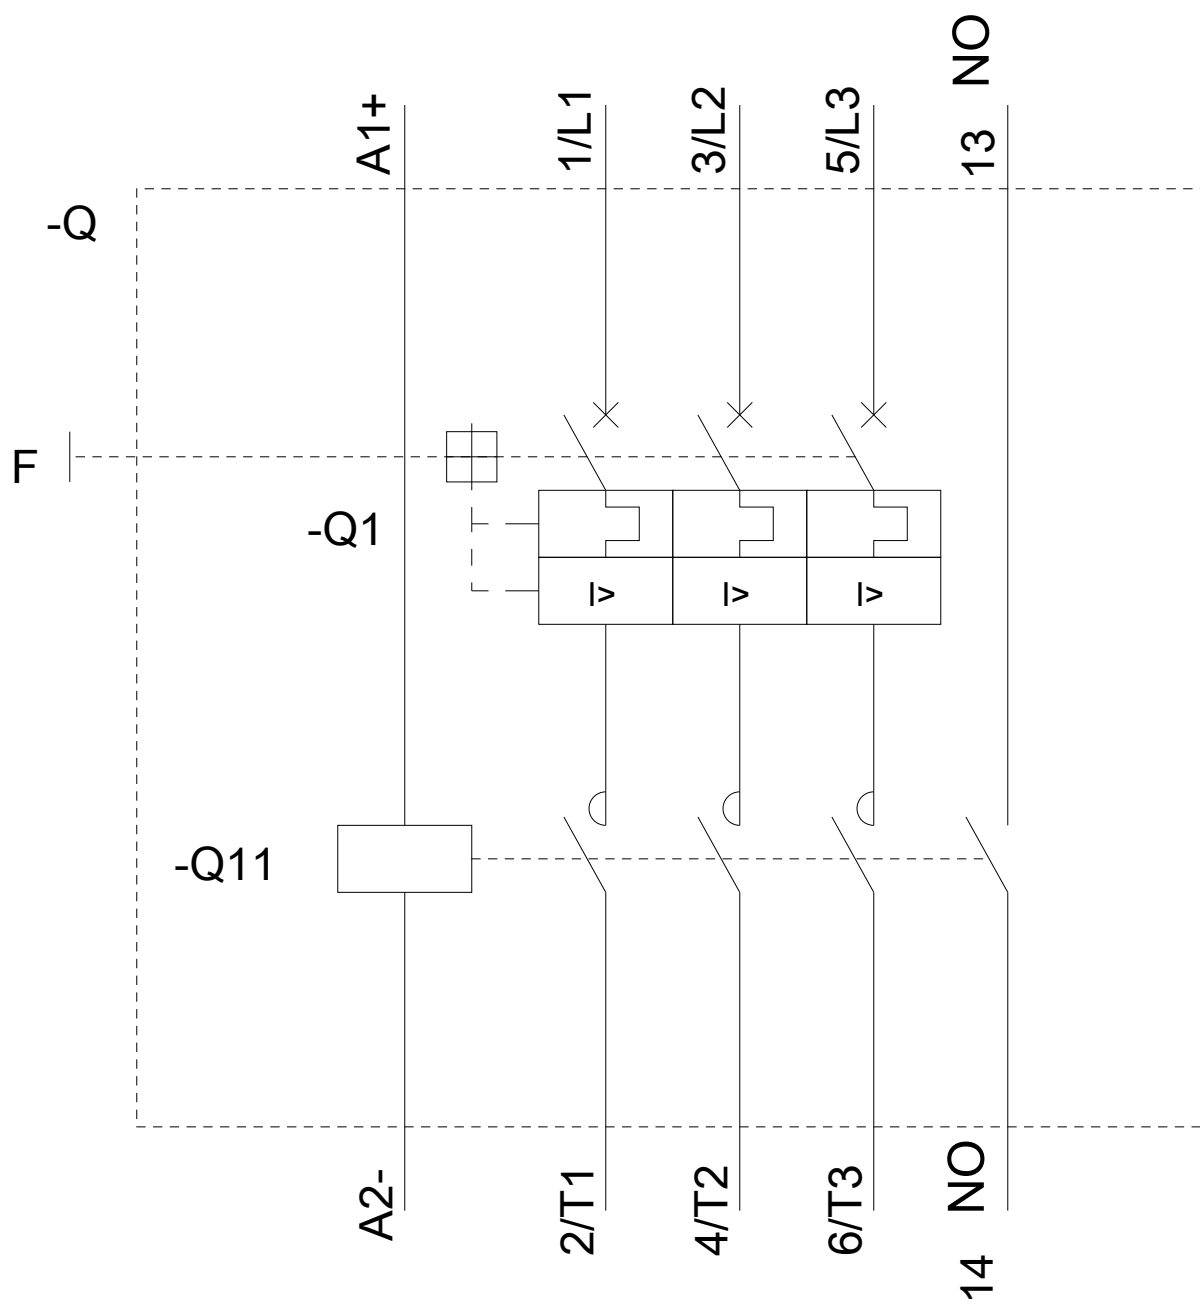 NO
A1+
1/L1
3/L2
5/L3
13
-Q
F
-Q1
I>
I>
I>
-Q11
A2-
2/T1
4/T2
6/T3
NO
14